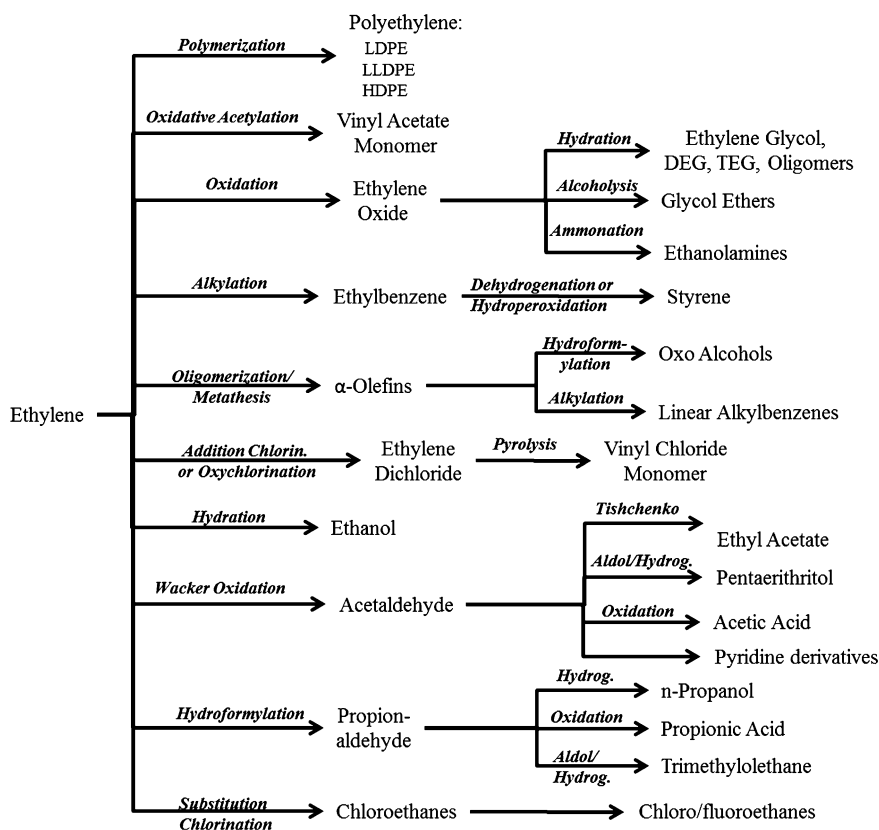 Polymerization
Polyethylene:
LDPE
LLDPE
HDPE
Oxidative Acetylation
Vinyl Acetate
Monomer
Oxidation
Ethylene
Oxide
Hydration
Ethylene Glycol,
DEG, TEG, Oligomers
Alcoholysis
Glycol Ethers
Ammonation
Ethanolamines
Alkylation
Ethylbenzene
Dehydrogenation or
Hydroperoxidation
Styrene
Ethylene
Oligomerization/
Metathesis
α-Olefins
Hydroform-
ylation
Oxo Alcohols
Alkylation
Linear Alkylbenzenes
Addition Chlorin.
or Oxychlorination
Ethylene
Dichloride
Pyrolysis
Vinyl Chloride
Monomer
Hydration
Ethanol
Wacker Oxidation
Acetaldehyde
Tishchenko
Ethyl Acetate
Aldol/Hydrog.
Pentaerithritol
Oxidation
Acetic Acid
Pyridine derivatives
Hydroformylation
Propion-
aldehyde
Hydrog.
n-Propanol
Oxidation
Propionic Acid
Aldol/
Hydrog.
Trimethylolethane
Substitution
Chlorination
Chloroethanes
Chloro/fluoroethanes